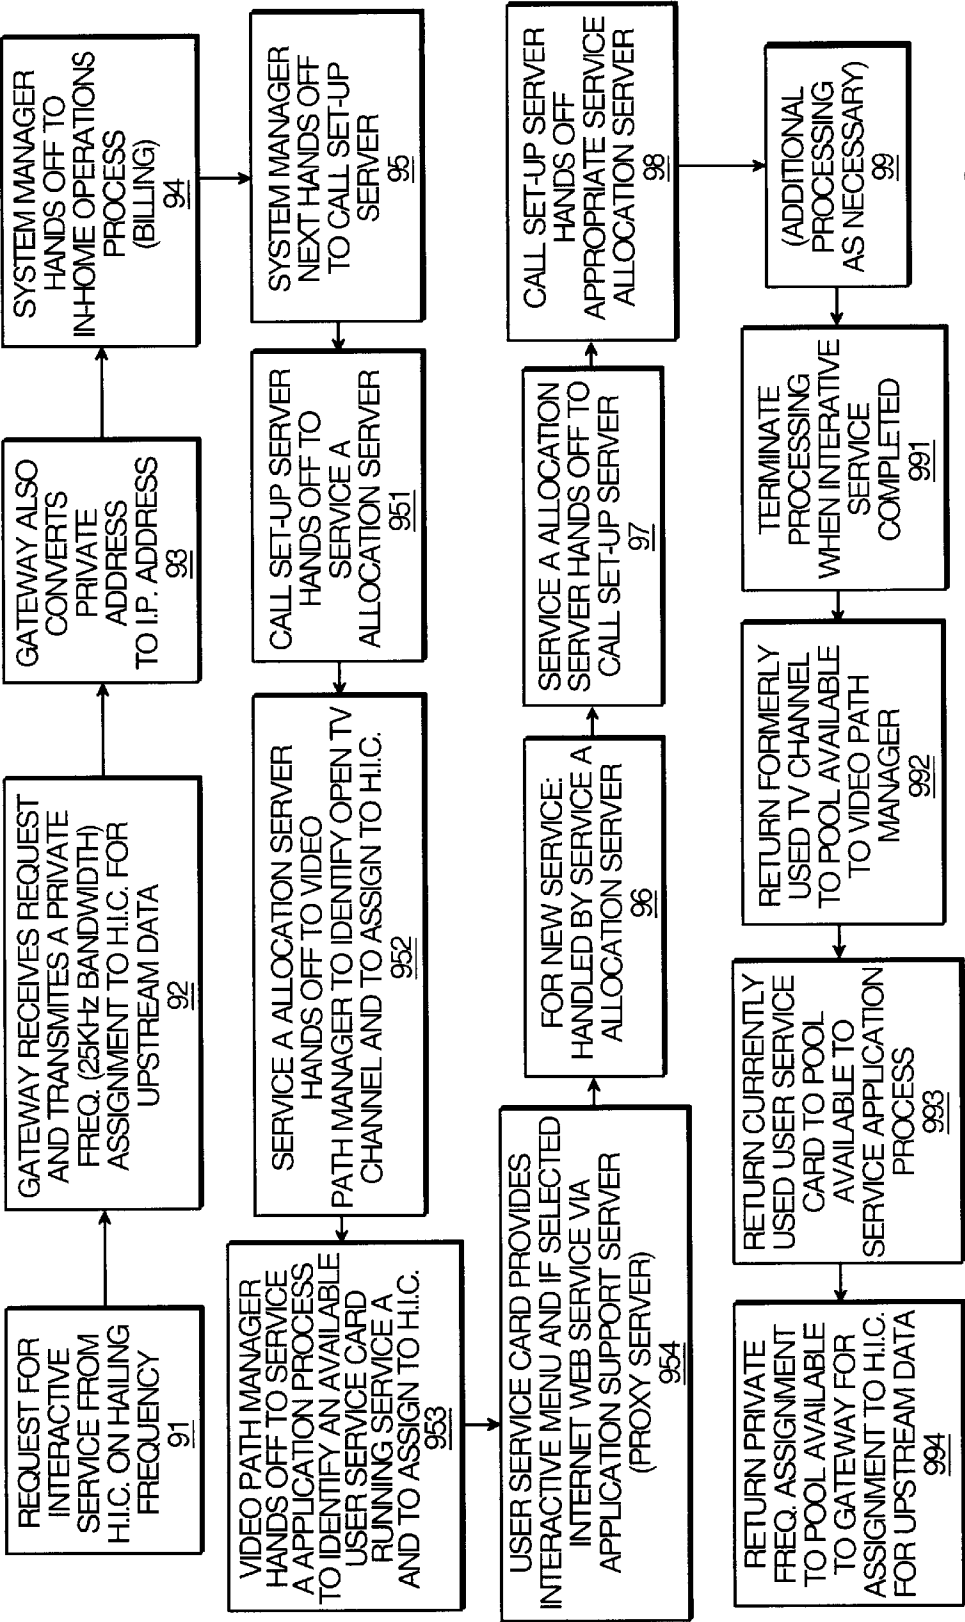 REQUEST FOR
INTERACTIVE
SERVICE FROM
H.I.C. ON HAILING
FREQUENCY
91
GATEWAY RECEIVES REQUEST
AND TRANSMITES A PRIVATE
FREQ. (25KHz BANDWIDTH)
ASSIGNMENT TO H.I.C. FOR
UPSTREAM DATA
92
GATEWAY ALSO
CONVERTS
PRIVATE
ADDRESS
TO I.P. ADDRESS
93
SYSTEM MANAGER
HANDS OFF TO
IN-HOME OPERATIONS
PROCESS
(BILLING)
94
SYSTEM MANAGER
NEXT HANDS OFF
TO CALL SET-UP
SERVER
95
CALL SET-UP SERVER
HANDS OFF TO
SERVICE A
ALLOCATION SERVER
951
SERVICE A ALLOCATION SERVER
HANDS OFF TO VIDEO
PATH MANAGER TO IDENTIFY OPEN TV
CHANNEL AND TO ASSIGN TO H.I.C.
952
VIDEO PATH MANAGER
HANDS OFF TO SERVICE
A APPLICATION PROCESS
TO IDENTIFY AN AVAILABLE
USER SERVICE CARD
RUNNING SERVICE A
AND TO ASSIGN TO H.I.C.
953
USER SERVICE CARD PROVIDES
INTERACTIVE MENU AND IF SELECTED
INTERNET WEB SERVICE VIA
APPLICATION SUPPORT SERVER
(PROXY SERVER)
954
FOR NEW SERVICE:
HANDLED BY SERVICE A
ALLOCATION SERVER
96
SERVICE A ALLOCATION
SERVER HANDS OFF TO
CALL SET-UP SERVER
97
CALL SET-UP SERVER
HANDS OFF
APPROPRIATE SERVICE
ALLOCATION SERVER
98
(ADDITIONAL
PROCESSING
AS NECESSARY)
99
TERMINATE
PROCESSING
WHEN INTERATIVE
SERVICE
COMPLETED
991
RETURN FORMERLY
USED TV CHANNEL
TO POOL AVAILABLE
TO VIDEO PATH
MANAGER
992
RETURN CURRENTLY
USED USER SERVICE
CARD TO POOL
AVAILABLE TO
SERVICE APPLICATION
PROCESS
993
RETURN PRIVATE
FREQ. ASSIGNMENT
TO POOL AVAILABLE
TO GATEWAY FOR
ASSIGNMENT TO H.I.C.
FOR UPSTREAM DATA
994